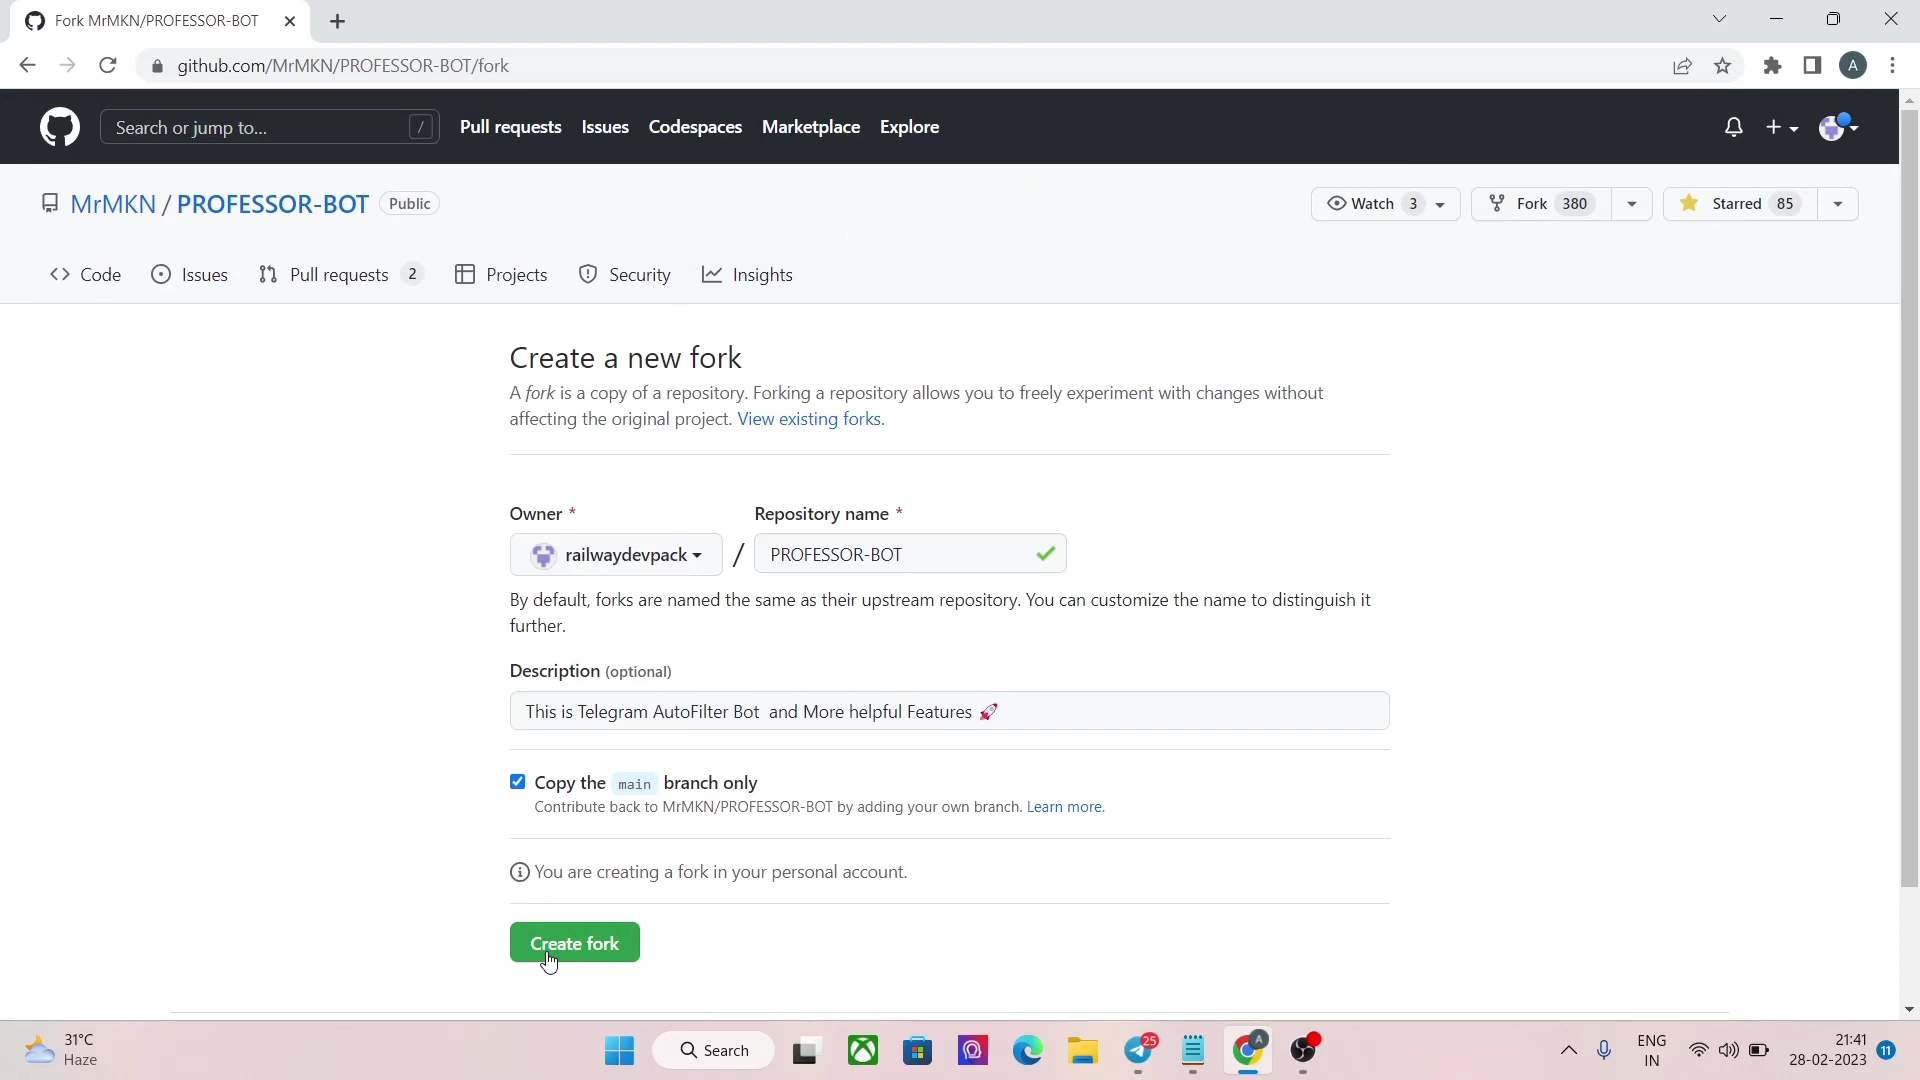 Fork MrMKN/PROFESSOR-BOT
github.com/MrMKN/PROFESSOR-BOT/fork
A
Search or jump to... /
Pull requests Issues Codespaces Marketplace Explore
MrMKN / PROFESSOR-BOT Public
Watch 3 Fork 380 Starred 85
Code Issues Pull requests 2 Projects Security Insights
Create a new fork
A fork is a copy of a repository. Forking a repository allows you to freely experiment with changes without
affecting the original project. View existing forks.
Owner * Repository name *
railwaydevpack / PROFESSOR-BOT
By default, forks are named the same as their upstream repository. You can customize the name to distinguish it
further.
Description (optional)
This is Telegram AutoFilter Bot and More helpful Features 🚀
Copy the main branch only
Contribute back to MrMKN/PROFESSOR-BOT by adding your own branch. Learn more.
You are creating a fork in your personal account.
Create fork
31°C
Haze
Search
25
A
ENG
IN
21:41
28-02-2023
11